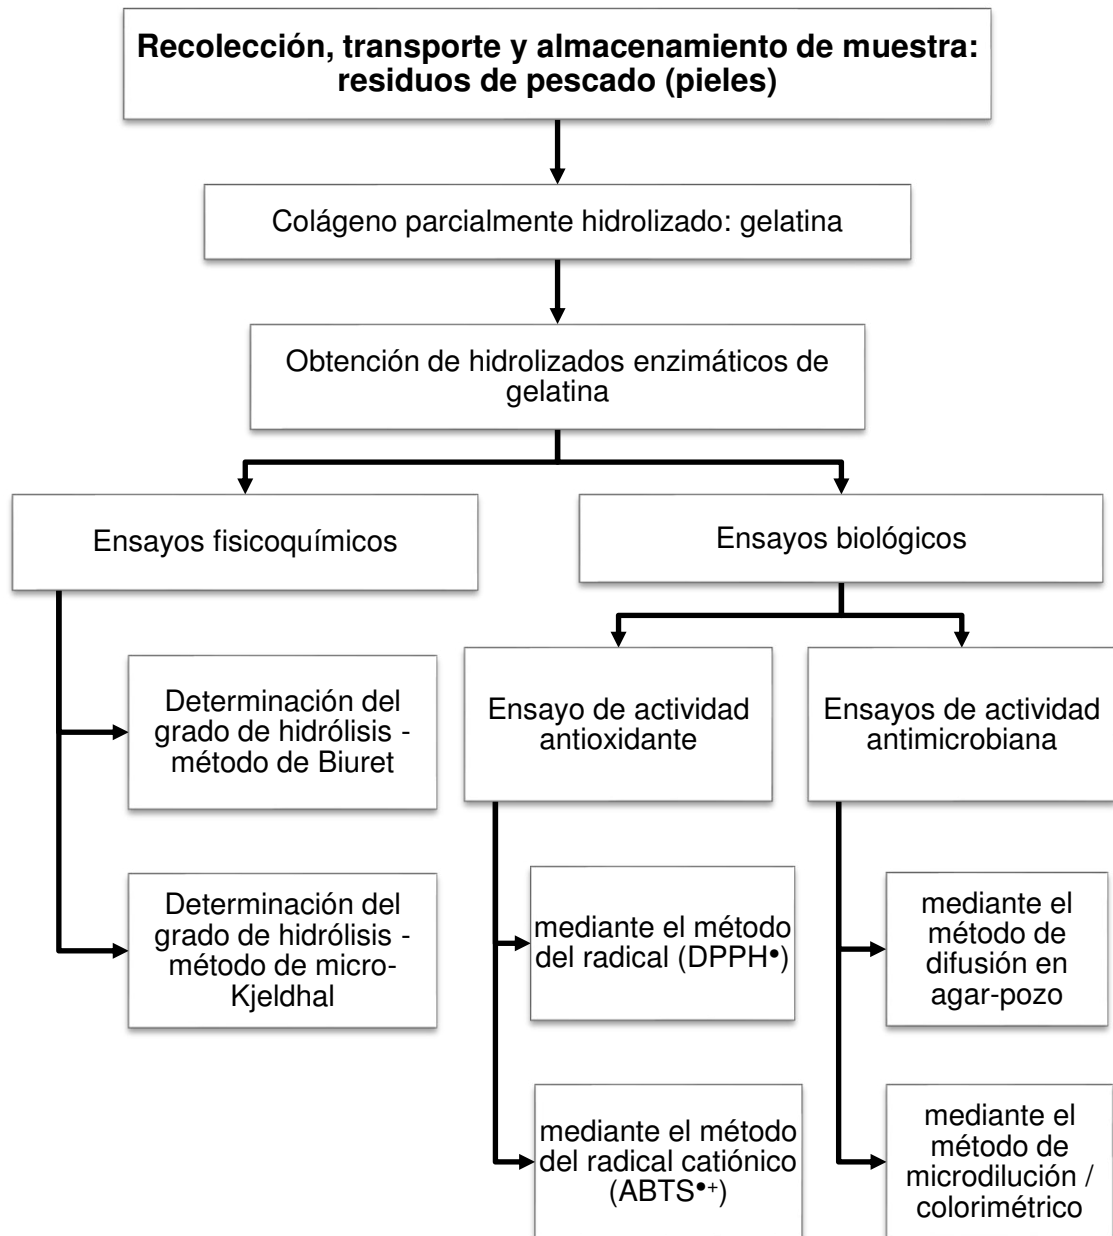 Recolección, transporte y almacenamiento de muestra:
residuos de pescado (pieles)
Colágeno parcialmente hidrolizado: gelatina
Obtención de hidrolizados enzimáticos de
gelatina
Ensayos fisicoquímicos
Ensayos biológicos
Determinación del
grado de hidrólisis -
método de Biuret
Determinación del
grado de hidrólisis -
método de micro-
Kjeldhal
Ensayo de actividad
antioxidante
mediante el método
del radical (DPPH•)
mediante el método
del radical catiónico
(ABTS•+)
Ensayos de actividad
antimicrobiana
mediante el
método de
difusión en
agar-pozo
mediante el
método de
microdilución /
colorimétrico